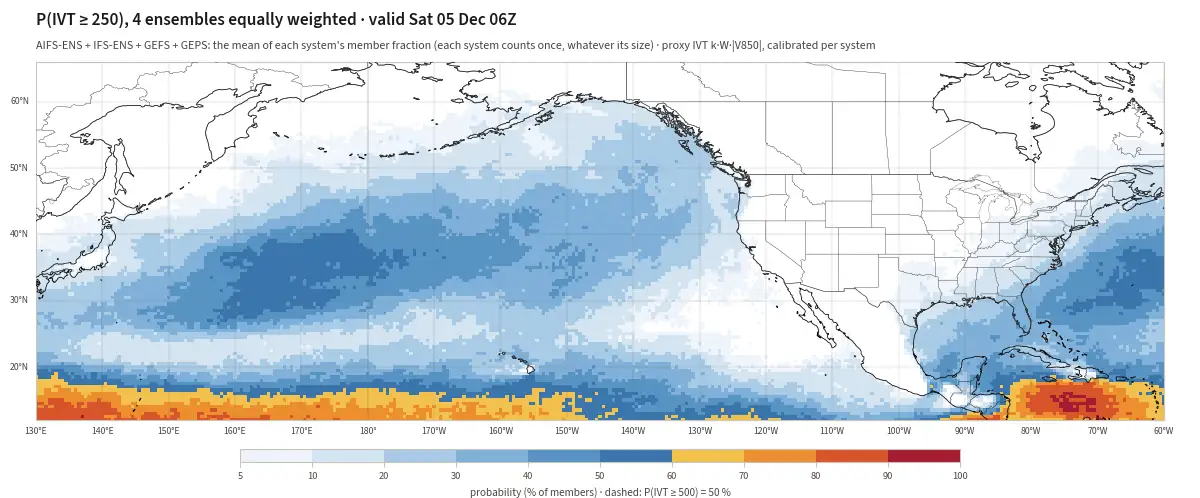 P(IVT ≥ 250), 4 ensembles equally weighted · valid Sat 05 Dec 06Z
AIFS-ENS + IFS-ENS + GEFS + GEPS: the mean of each system's member fraction (each system counts once, whatever its size) · proxy IVT k·W·|V850|, calibrated per system
60°N
50°N
40°N
30°N
20°N
130°E 140°E 150°E 160°E 170°E 180° 170°W 160°W 150°W 140°W 130°W 120°W 110°W 100°W 90°W 80°W 70°W 60°W
5 10 20 30 40 50 60 70 80 90 100
probability (% of members) · dashed: P(IVT ≥ 500) = 50 %